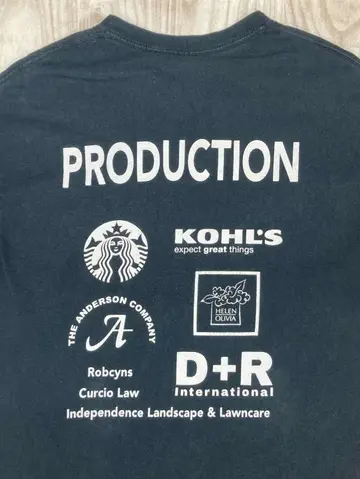 PRODUCTION
KOHL'S
expect great things
THE ANDERSON COMPANY
A
HELEN
OLIVIA
Robcyns
D+R
International
Curcio Law
Independence Landscape & Lawncare